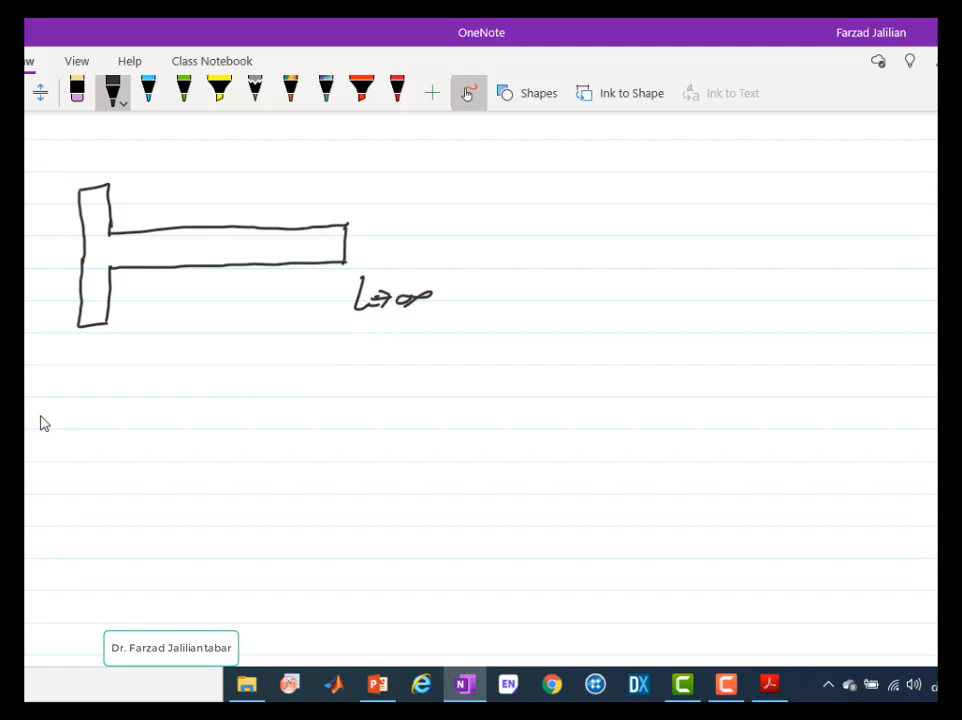 OneNote
Farzad Jalilian
w View Help Class Notebook
Shapes Ink to Shape Ink to Text
L⇒∞
Dr. Farzad Jaliliantabar
EN DX